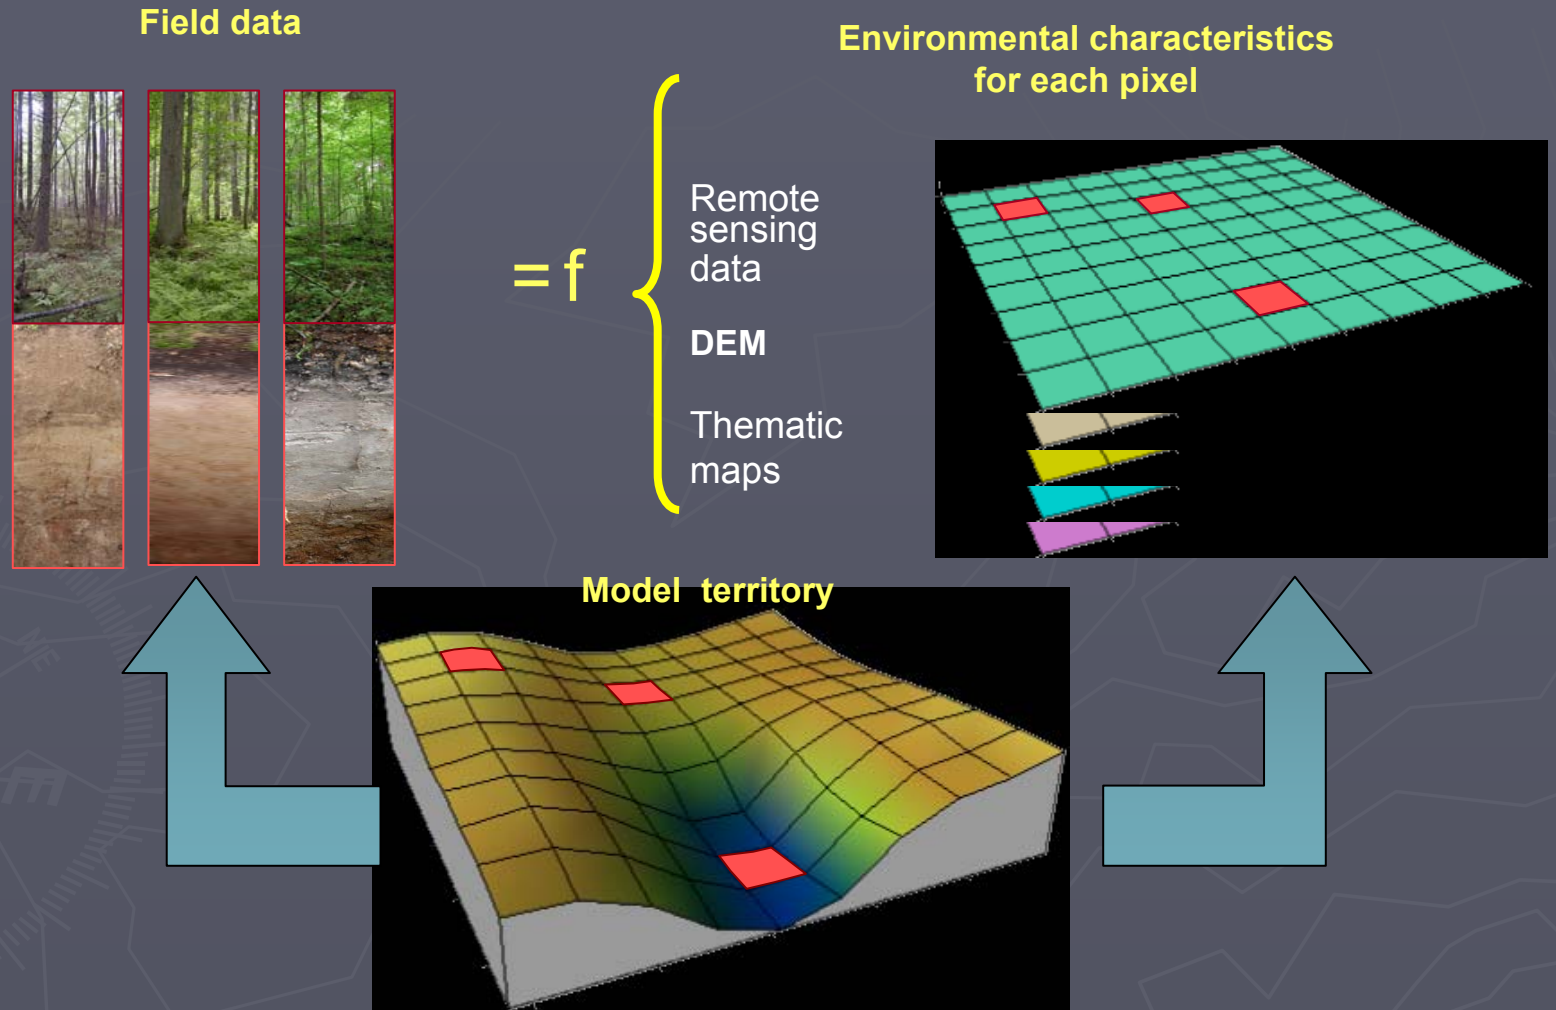 Field data
Environmental characteristics
for each pixel
= f
Remote
sensing
data
DEM
Thematic
maps
Model territory